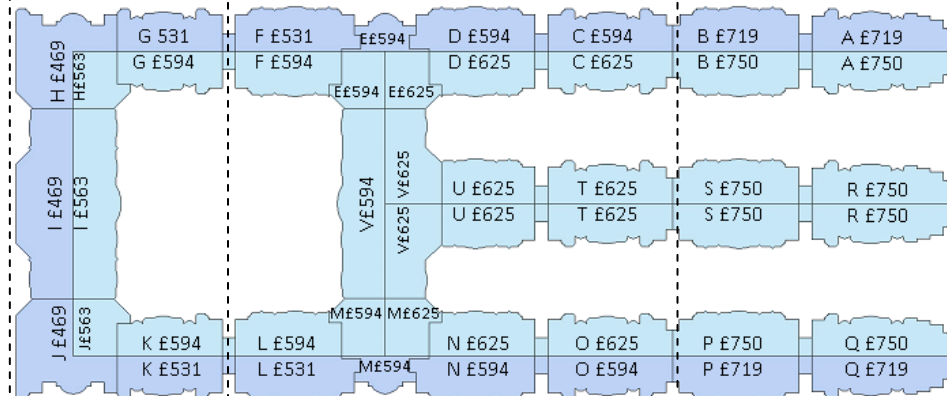 G 531
F £531
E£594
D £594
C £594
B £719
A £719
G £594
F £594
D £625
C £625
B £750
A £750
H £469
H£563
E£594
E£625
I £469
I £563
V£594
V£625
V£625
U £625
T £625
S £750
R £750
U £625
T £625
S £750
R £750
J £469
J£563
M£594
M£625
K £594
L £594
N £625
O £625
P £750
Q £750
K £531
L £531
M£594
N £594
O £594
P £719
Q £719